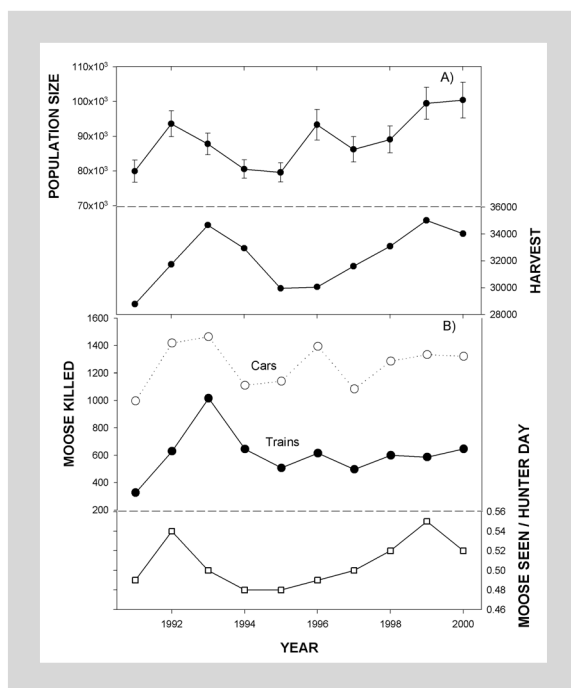 A)
POPULATION SIZE
110x10³
100x10³
90x10³
80x10³
70x10³
36000
34000
32000
30000
28000
HARVEST
B)
MOOSE KILLED
1600
1400
1200
1000
800
600
400
200
Cars
Trains
0.56
0.54
0.52
0.50
0.48
0.46
MOOSE SEEN / HUNTER DAY
1992
1994
1996
1998
2000
YEAR